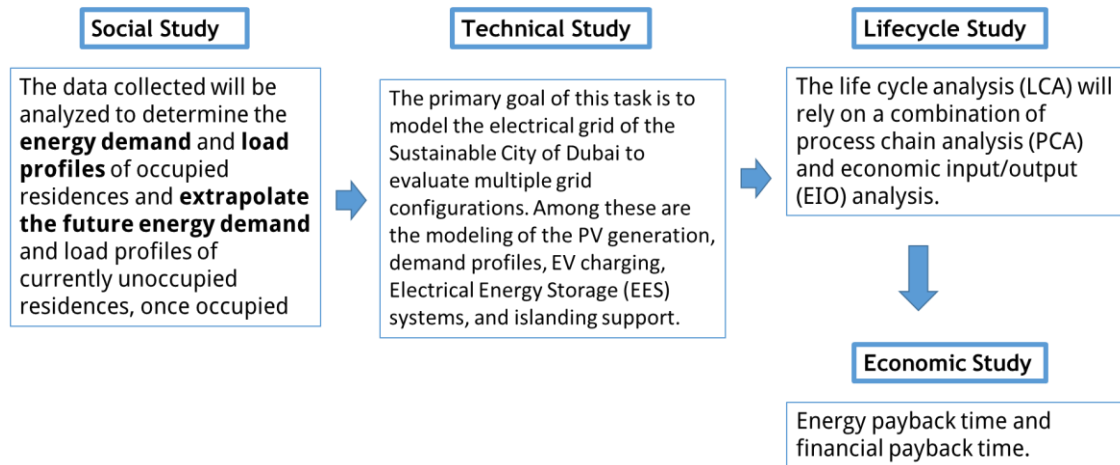 Social Study
The data collected will be
analyzed to determine the
energy demand and load
profiles of occupied
residences and extrapolate
the future energy demand
and load profiles of
currently unoccupied
residences, once occupied
Technical Study
The primary goal of this task is to
model the electrical grid of the
Sustainable City of Dubai to
evaluate multiple grid
configurations. Among these are
the modeling of the PV generation,
demand profiles, EV charging,
Electrical Energy Storage (EES)
systems, and islanding support.
Lifecycle Study
The life cycle analysis (LCA) will
rely on a combination of
process chain analysis (PCA)
and economic input/output
(EIO) analysis.
Economic Study
Energy payback time and
financial payback time.